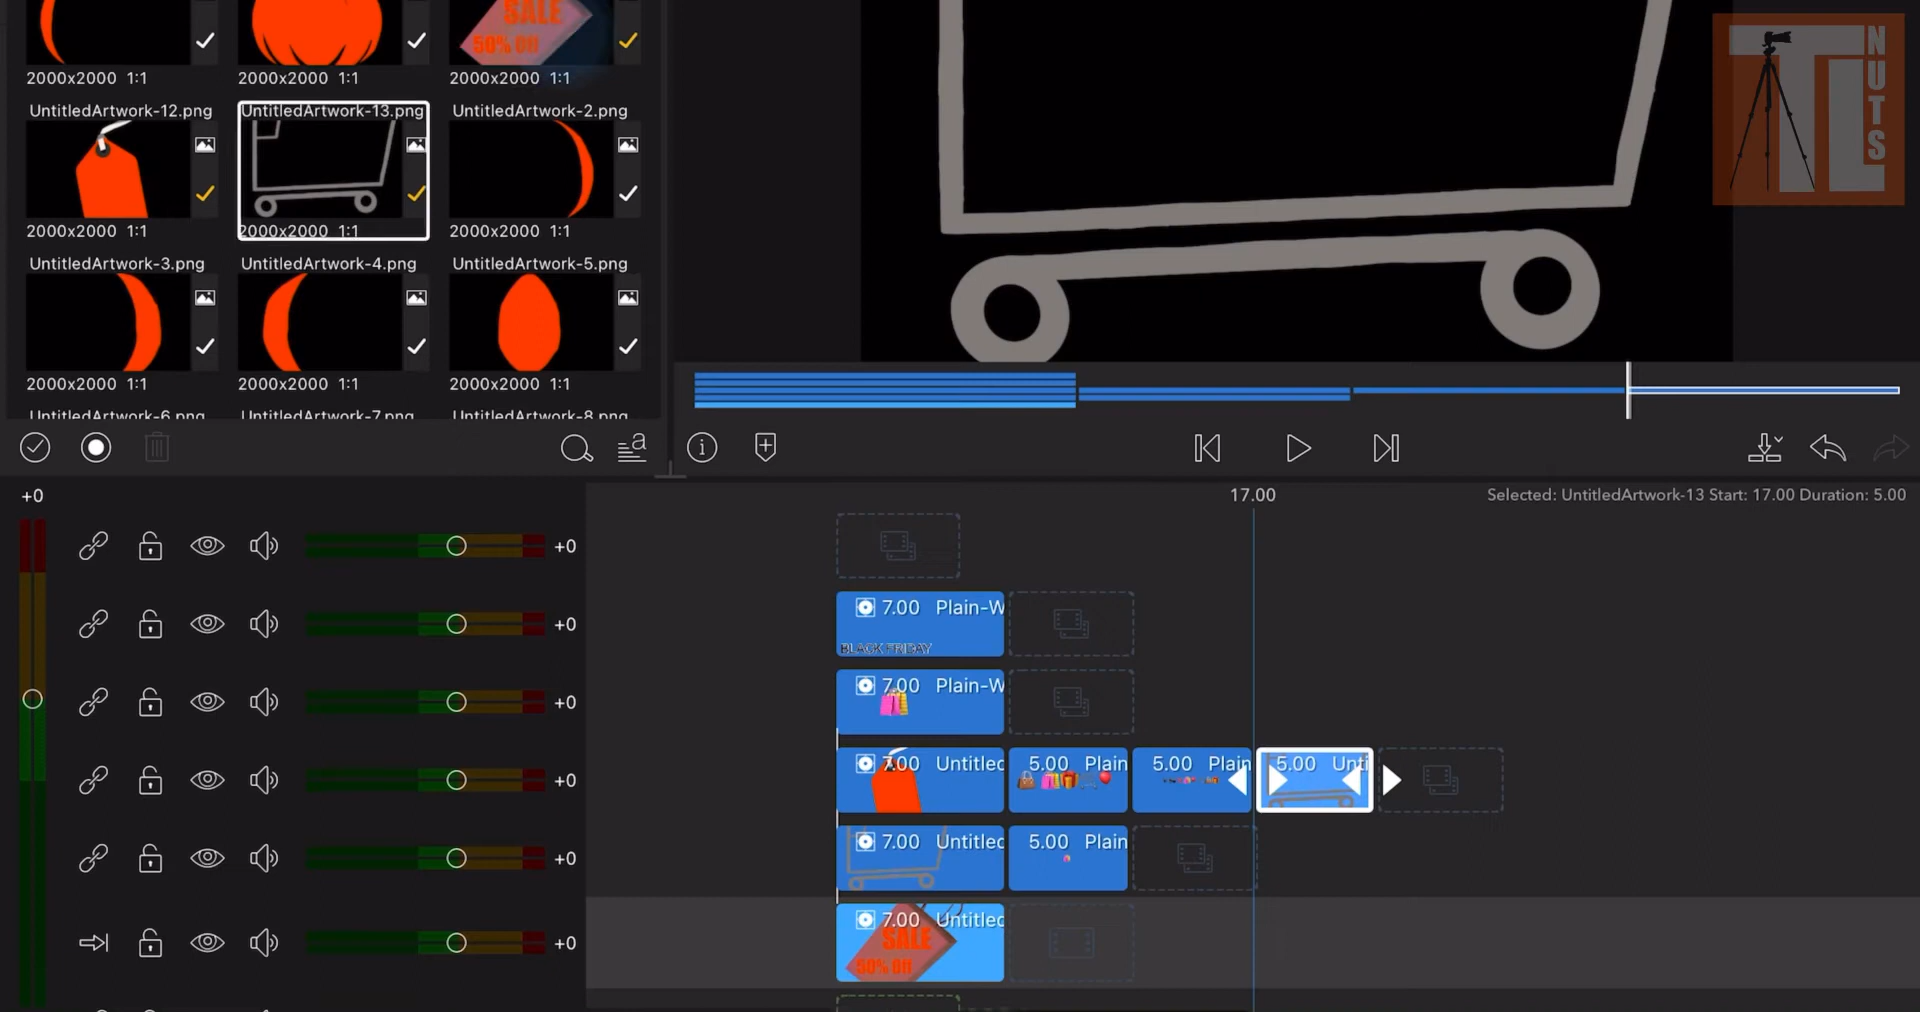 SALE
50% Off
2000x2000 1:1
2000x2000 1:1
2000x2000 1:1
UntitledArtwork-12.png
UntitledArtwork-13.png
UntitledArtwork-2.png
2000x2000 1:1
2000x2000 1:1
2000x2000 1:1
UntitledArtwork-3.png
UntitledArtwork-4.png
UntitledArtwork-5.png
2000x2000 1:1
2000x2000 1:1
2000x2000 1:1
UntitledArtwork-6.png
UntitledArtwork-7.png
UntitledArtwork-8.png
TL
NUTS
a
+0
17.00
Selected: UntitledArtwork-13 Start: 17.00 Duration: 5.00
+0
+0
7.00 Plain-W
BLACK FRIDAY
+0
7.00 Plain-W
+0
7.00 Untitled
5.00 Plain
5.00 Plain
5.00 Unti
+0
7.00 Untitled
5.00 Plain
+0
7.00 Untitled
SALE
50% Off